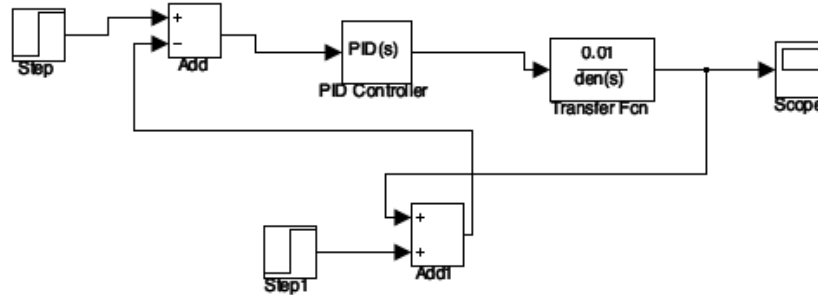 +
−
Step
Add
PID(s)
PID Controller
0.01
den(s)
Transfer Fcn
Scope
+
+
Step1
Add1